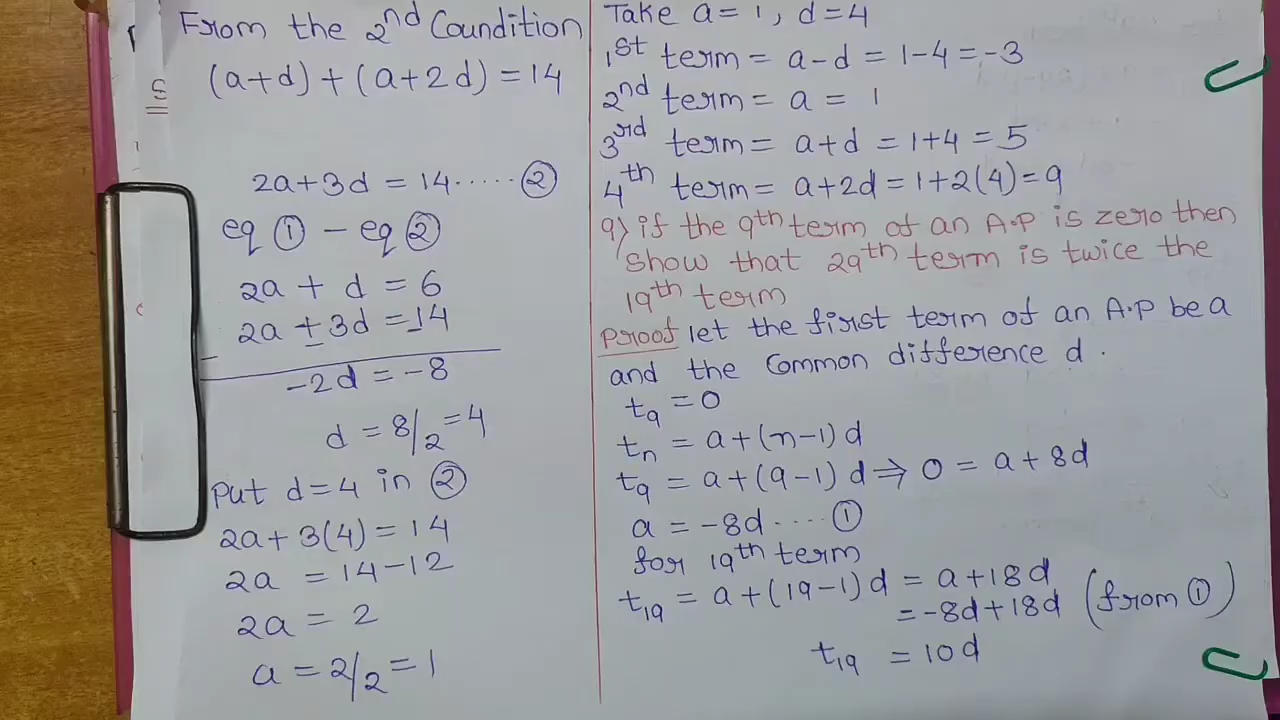 From the 2nd Coundition
(a+d)+(a+2d)=14
2a+3d=14.....②
eq ① - eq ②
2a + d = 6
2a ± 3d = 14
-
-2d = -8
d = 8/2 = 4
Put d=4 in ②
2a+3(4)=14
2a = 14-12
2a = 2
a = 2/2 = 1
Take a=1, d=4
1st term = a-d = 1-4 = -3
2nd term = a = 1
3rd term = a+d = 1+4 = 5
4th term = a+2d = 1+2(4)=9
9) if the 9th term of an A.P is zero then
show that 29th term is twice the
19th term
Proof let the first term of an A.P be a
and the common difference d.
t9 = 0
tn = a+(n-1)d
t9 = a+(9-1)d ⇒ 0 = a+8d
a = -8d....①
for 19th term
t19 = a+(19-1)d = a+18d
= -8d+18d (from ①)
t19 = 10d